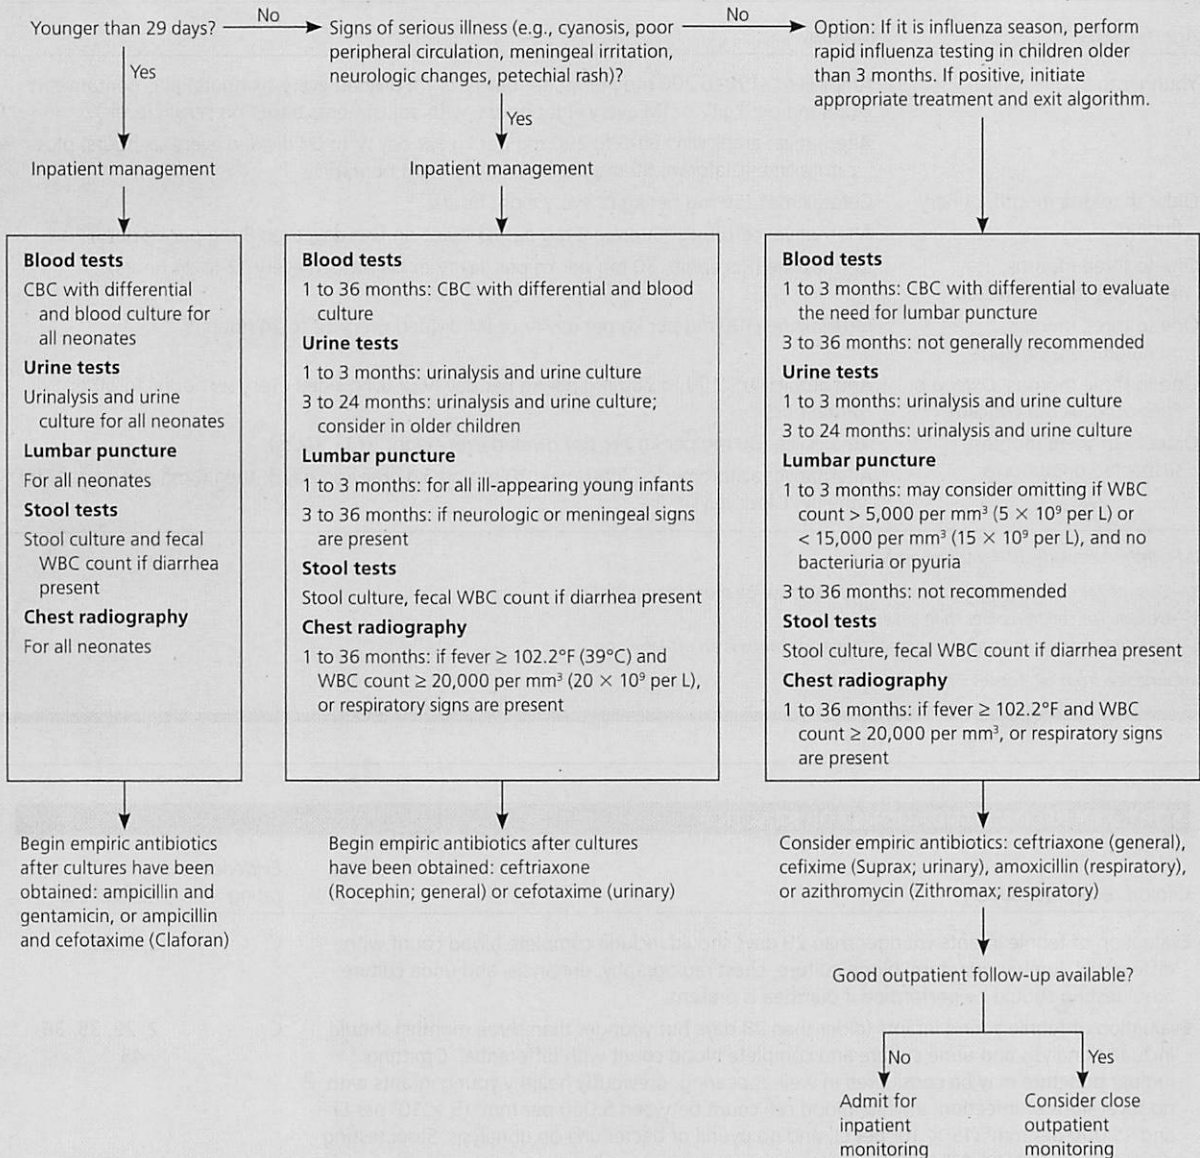 Younger than 29 days?
No
Signs of serious illness (e.g., cyanosis, poor
peripheral circulation, meningeal irritation,
neurologic changes, petechial rash)?
No
Option: If it is influenza season, perform
rapid influenza testing in children older
than 3 months. If positive, initiate
appropriate treatment and exit algorithm.
Yes
Yes
Inpatient management
Inpatient management
Blood tests
CBC with differential
and blood culture for
all neonates
Urine tests
Urinalysis and urine
culture for all neonates
Lumbar puncture
For all neonates
Stool tests
Stool culture and fecal
WBC count if diarrhea
present
Chest radiography
For all neonates
Blood tests
1 to 36 months: CBC with differential and blood
culture
Urine tests
1 to 3 months: urinalysis and urine culture
3 to 24 months: urinalysis and urine culture;
consider in older children
Lumbar puncture
1 to 3 months: for all ill-appearing young infants
3 to 36 months: if neurologic or meningeal signs
are present
Stool tests
Stool culture, fecal WBC count if diarrhea present
Chest radiography
1 to 36 months: if fever ≥ 102.2°F (39°C) and
WBC count ≥ 20,000 per mm³ (20 × 10⁹ per L),
or respiratory signs are present
Blood tests
1 to 3 months: CBC with differential to evaluate
the need for lumbar puncture
3 to 36 months: not generally recommended
Urine tests
1 to 3 months: urinalysis and urine culture
3 to 24 months: urinalysis and urine culture
Lumbar puncture
1 to 3 months: may consider omitting if WBC
count > 5,000 per mm³ (5 × 10⁹ per L) or
< 15,000 per mm³ (15 × 10⁹ per L), and no
bacteriuria or pyuria
3 to 36 months: not recommended
Stool tests
Stool culture, fecal WBC count if diarrhea present
Chest radiography
1 to 36 months: if fever ≥ 102.2°F and WBC
count ≥ 20,000 per mm³, or respiratory signs
are present
Begin empiric antibiotics
after cultures have been
obtained: ampicillin and
gentamicin, or ampicillin
and cefotaxime (Claforan)
Begin empiric antibiotics after cultures
have been obtained: ceftriaxone
(Rocephin; general) or cefotaxime (urinary)
Consider empiric antibiotics: ceftriaxone (general),
cefixime (Suprax; urinary), amoxicillin (respiratory),
or azithromycin (Zithromax; respiratory)
Good outpatient follow-up available?
No
Yes
Admit for
inpatient
monitoring
Consider close
outpatient
monitoring